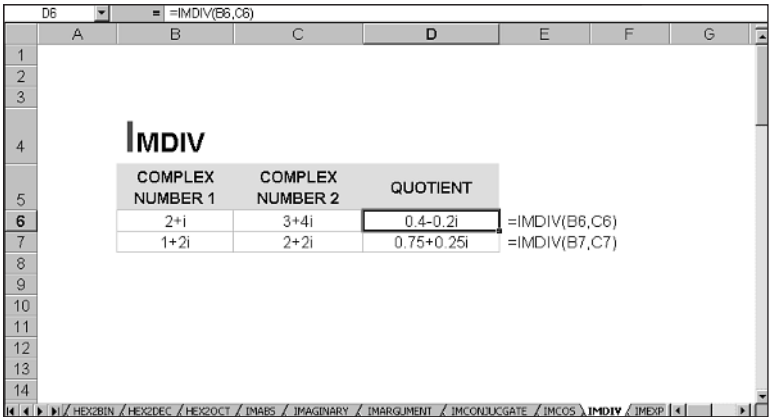 D6 = =IMDIV(B6,C6)
A B C D E F G
1
2
3
4 IMDIV
5 COMPLEX NUMBER 1 COMPLEX NUMBER 2 QUOTIENT
6 2+i 3+4i 0.4-0.2i =IMDIV(B6,C6)
7 1+2i 2+2i 0.75+0.25i =IMDIV(B7,C7)
8
9
10
11
12
13
14
HEX2BIN HEX2DEC HEX2OCT IMABS IMAGINARY IMARGUMENT IMCONJUCGATE IMCOS IMDIV IMEXP